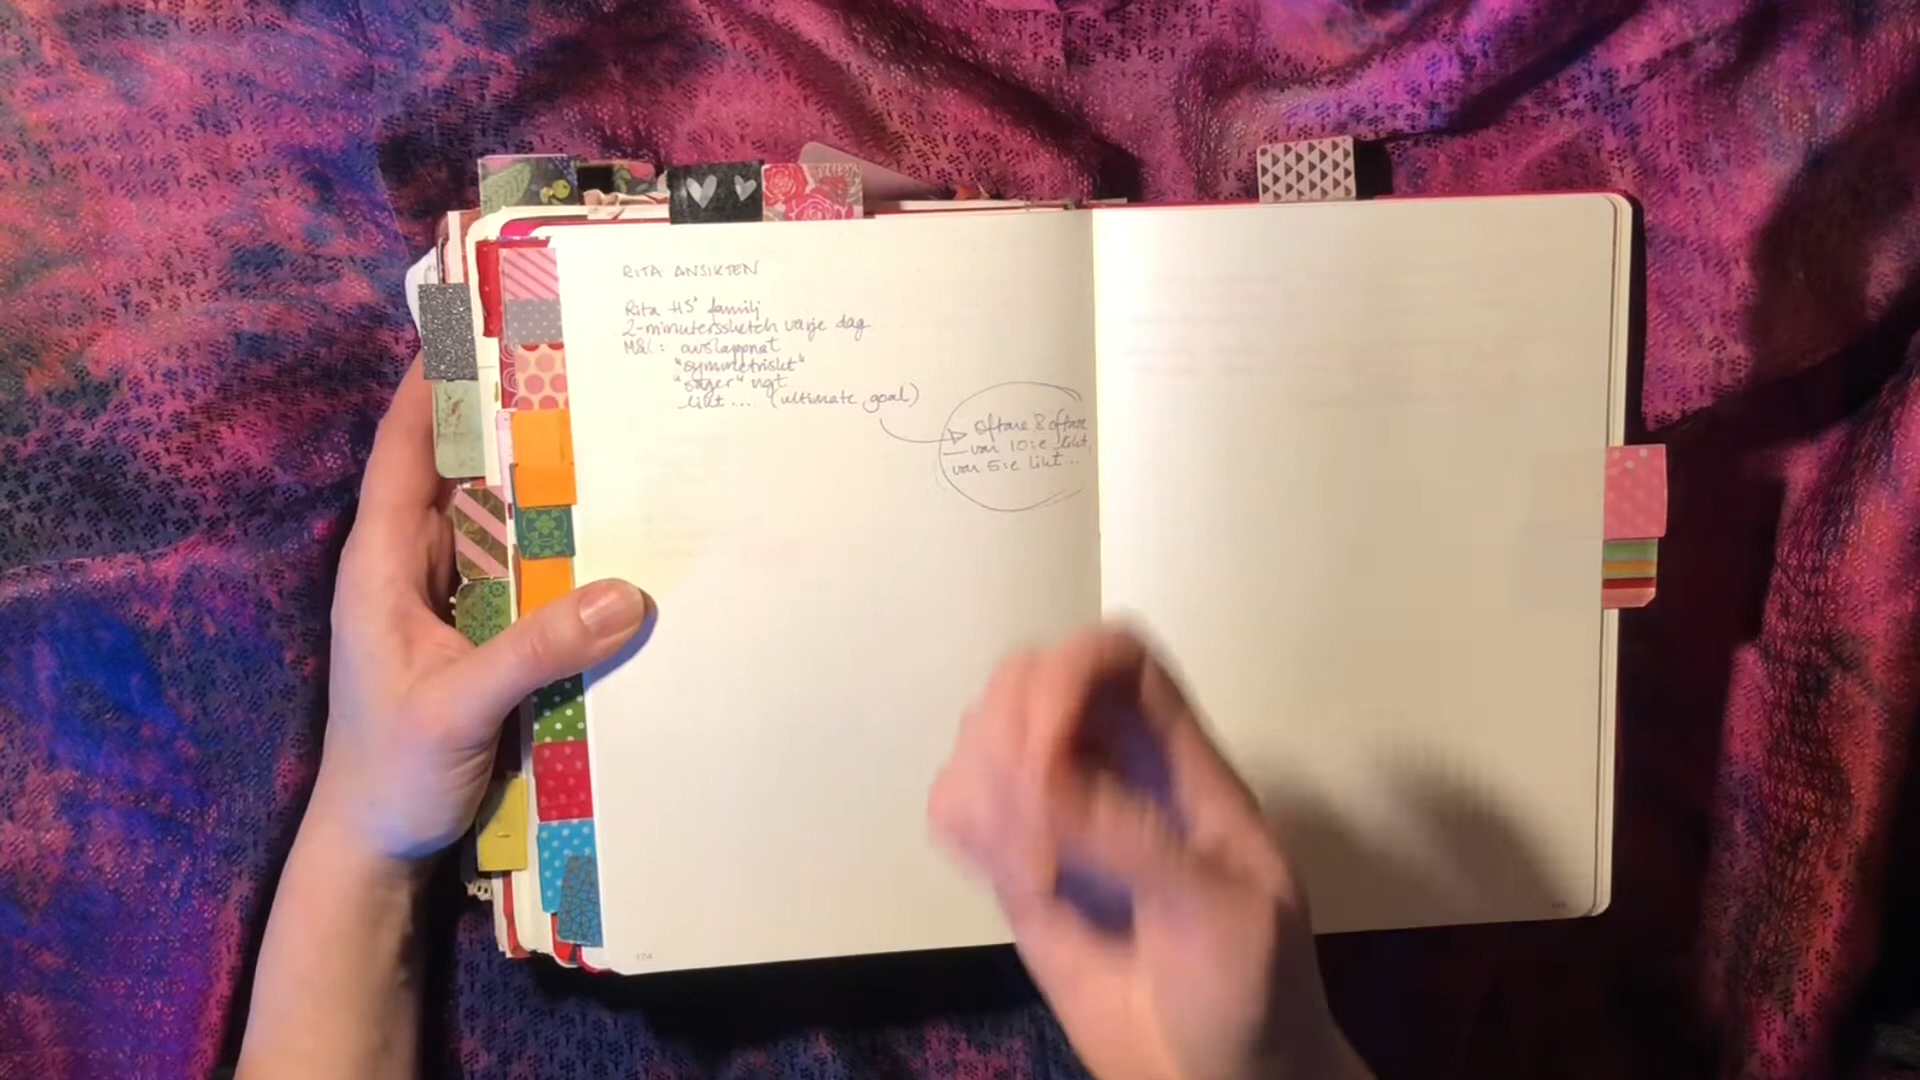 RITA ANSIKTEN
Rita HS' familj
2-minuterssketch varje dag
Mål: avslappnat
"symmetriskt"
"säger" ngt
likt ... (ultimate goal)
oftare & oftare
var 10:e likt,
var 5:e likt...
174